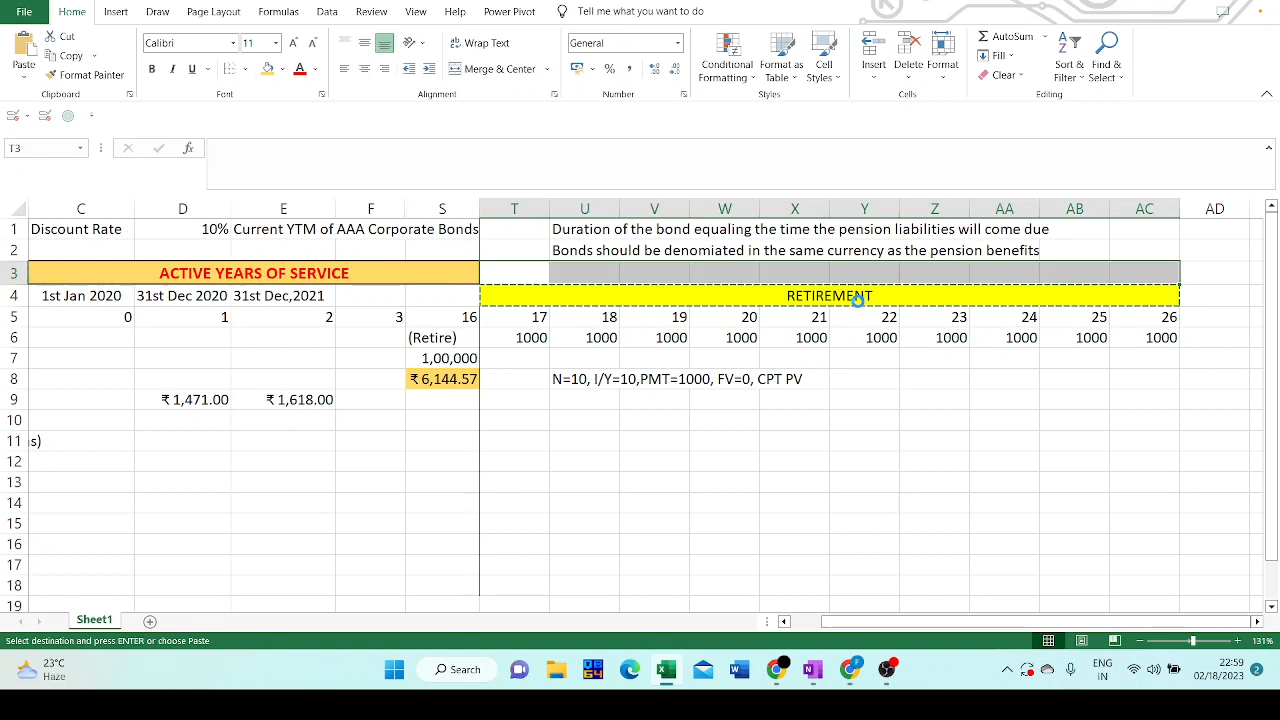 File Home Insert Draw Page Layout Formulas Data Review View Help Power Pivot Tell me what you want to do
Cut
Copy
Format Painter
Paste
Calibri 11
B I U
Wrap Text
Merge & Center
General
%
Conditional Formatting
Format as Table
Cell Styles
Insert Delete Format
AutoSum
Fill
Clear
Sort & Filter
Find & Select
Clipboard Font Alignment Number Styles Cells Editing
T3
fx
C D E F S T U V W X Y Z AA AB AC AD
1 Discount Rate 10% Current YTM of AAA Corporate Bonds Duration of the bond equaling the time the pension liabilities will come due
2 Bonds should be denomiated in the same currency as the pension benefits
3 ACTIVE YEARS OF SERVICE
4 1st Jan 2020 31st Dec 2020 31st Dec,2021 RETIREMENT
5 0 1 2 3 16 17 18 19 20 21 22 23 24 25 26
6 (Retire) 1000 1000 1000 1000 1000 1000 1000 1000 1000 1000
7 1,00,000
8 ₹ 6,144.57 N=10, I/Y=10,PMT=1000, FV=0, CPT PV
9 ₹ 1,471.00 ₹ 1,618.00
10
11 s)
12
13
14
15
16
17
18
19
Sheet1
Select destination and press ENTER or choose Paste 131%
23°C
Haze
Search
ENG
IN
22:59
02/18/2023
2